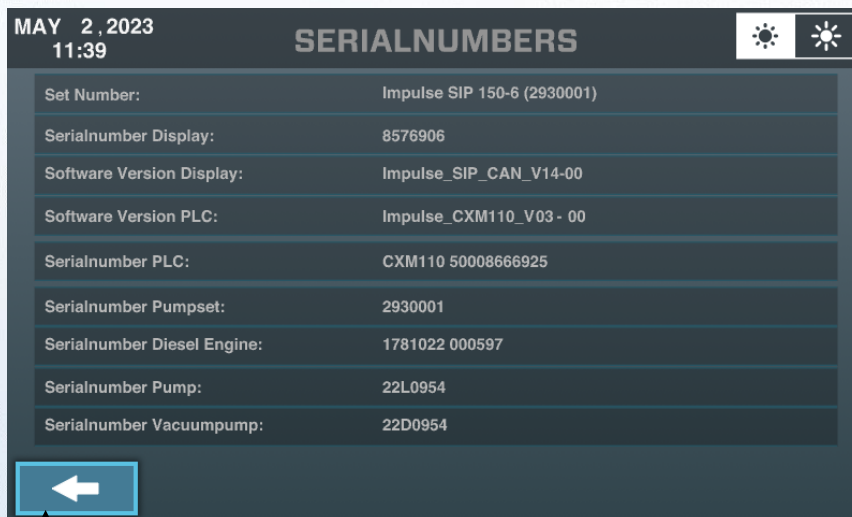 MAY 2,2023
11:39
SERIALNUMBERS
Set Number: Impulse SIP 150-6 (2930001)
Serialnumber Display: 8576906
Software Version Display: Impulse_SIP_CAN_V14-00
Software Version PLC: Impulse_CXM110_V03 - 00
Serialnumber PLC: CXM110 50008666925
Serialnumber Pumpset: 2930001
Serialnumber Diesel Engine: 1781022 000597
Serialnumber Pump: 22L0954
Serialnumber Vacuumpump: 22D0954